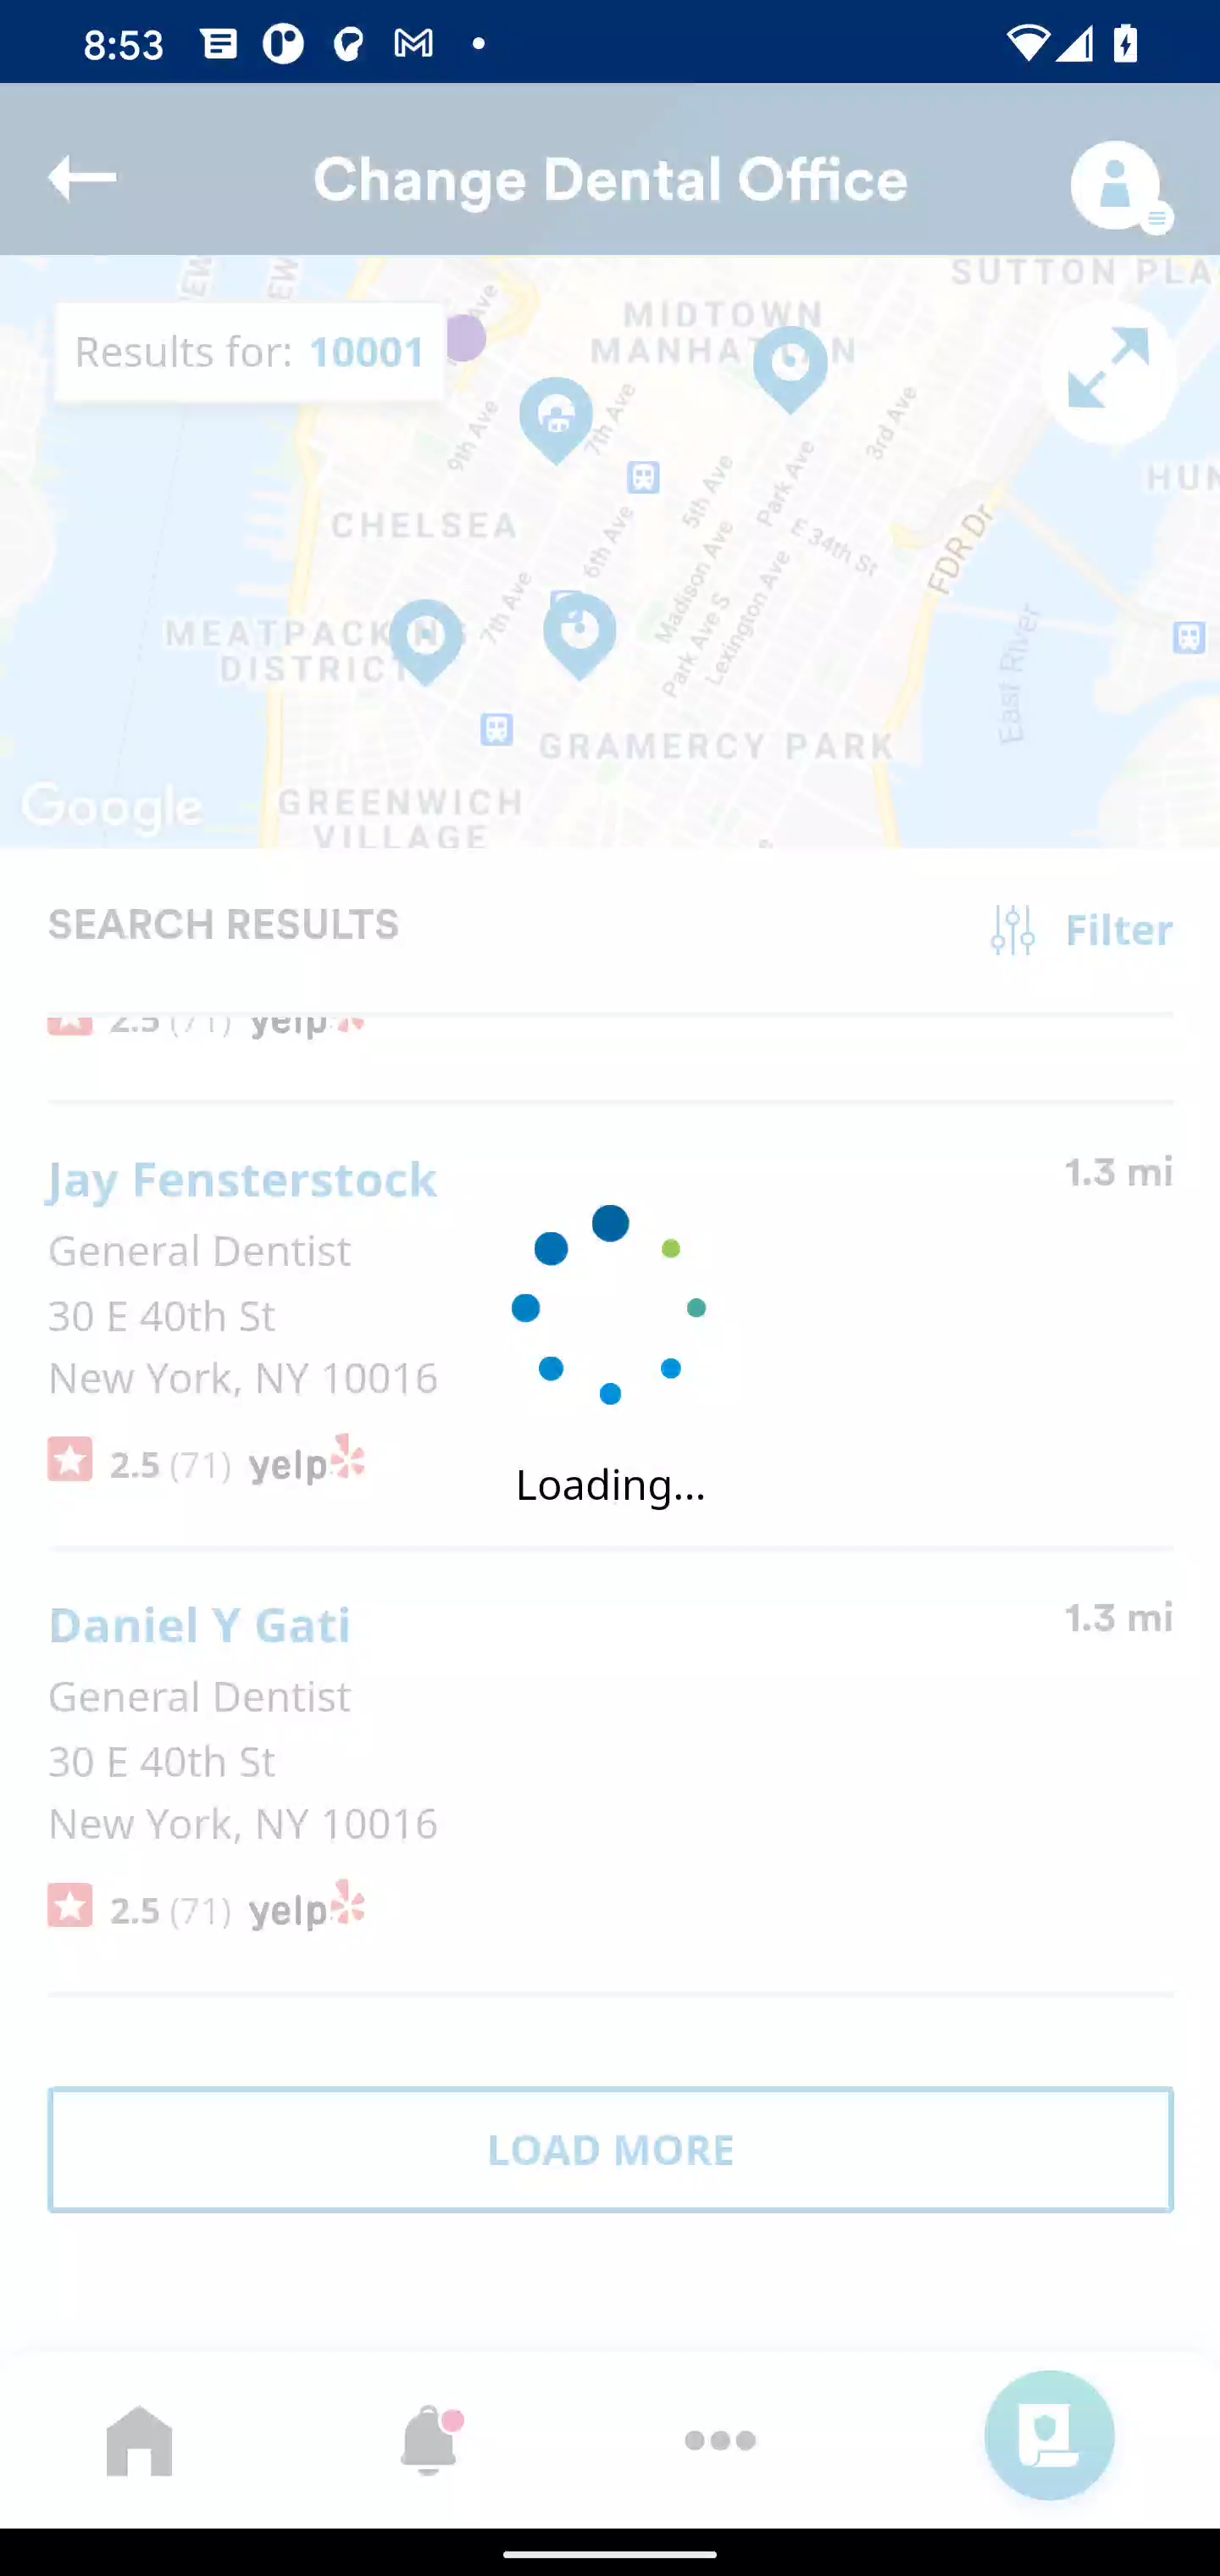 8:53
Change Dental Office
SUTTON PLA
Results for: 10001
MIDTOWN
9th Ave
7th Ave
3rd Ave
5th Ave
Park Ave
HUN
CHELSEA
6th Ave
E 34th St
FDR Dr
Madison Ave
7th Ave
Lexington Ave
Park Ave S
DISTRICT
East River
GRAMERCY PARK
Google
GREENWICH
VILLAGE
SEARCH RESULTS
Filter
2.5 (71) yelp
Jay Fensterstock
1.3 mi
General Dentist
30 E 40th St
New York, NY 10016
2.5 (71) yelp
Loading...
Daniel Y Gati
1.3 mi
General Dentist
30 E 40th St
New York, NY 10016
2.5 (71) yelp
LOAD MORE